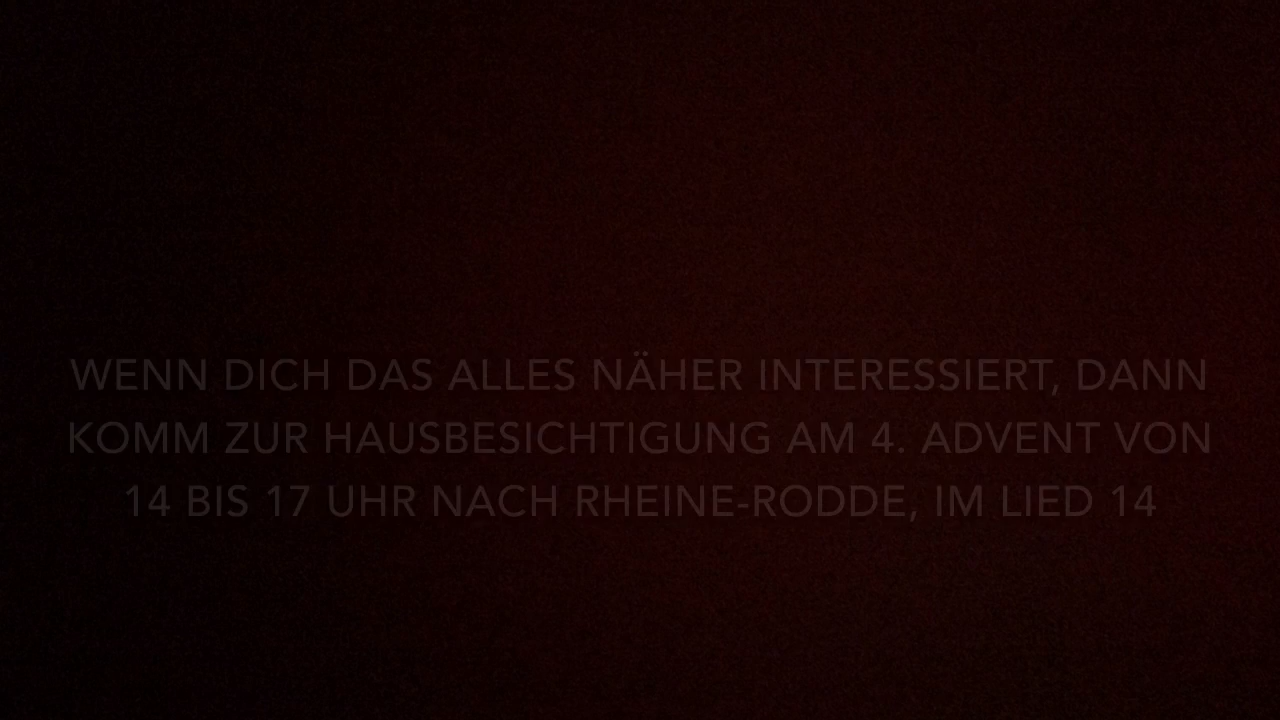 WENN DICH DAS ALLES NÄHER INTERESSIERT, DANN
KOMM ZUR HAUSBESICHTIGUNG AM 4. ADVENT VON
14 BIS 17 UHR NACH RHEINE-RODDE, IM LIED 14